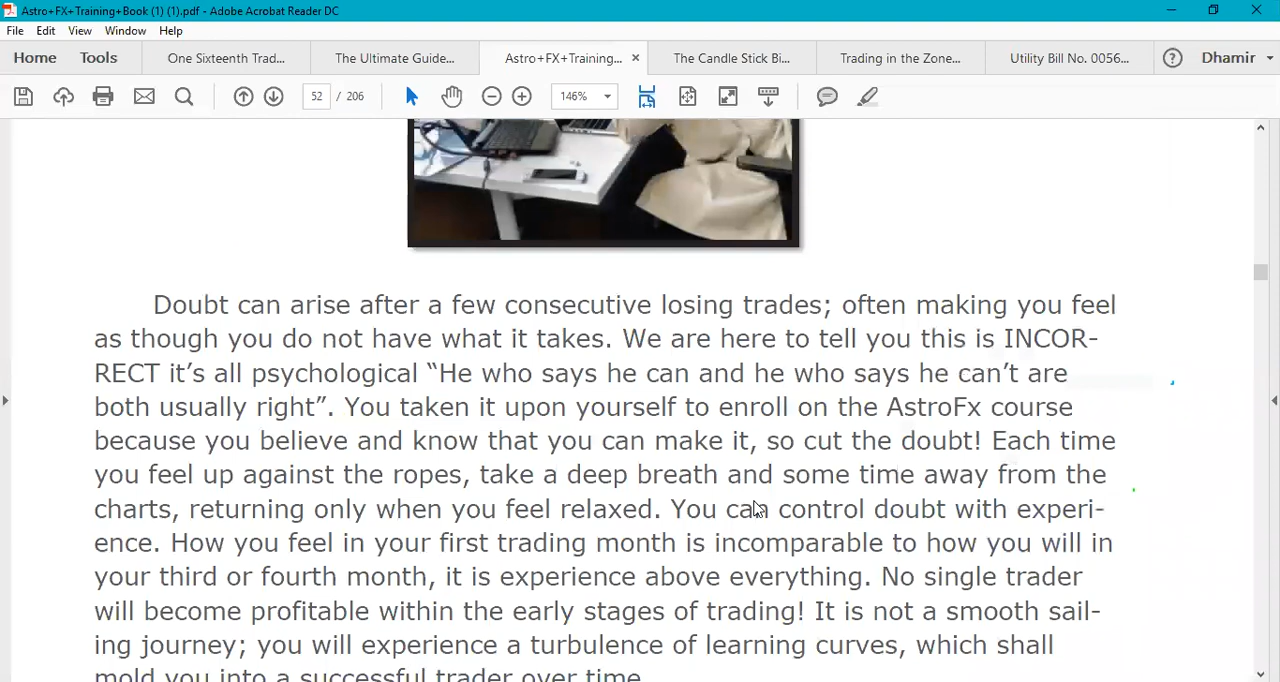 Astro+FX+Training+Book (1) (1).pdf - Adobe Acrobat Reader DC
File Edit View Window Help
Home Tools One Sixteenth Trad... The Ultimate Guide... Astro+FX+Training... × The Candle Stick Bi... Trading in the Zone... Utility Bill No. 0056... Dhamir
52 / 206 146%
Doubt can arise after a few consecutive losing trades; often making you feel
as though you do not have what it takes. We are here to tell you this is INCOR-
RECT it’s all psychological “He who says he can and he who says he can’t are
both usually right”. You taken it upon yourself to enroll on the AstroFx course
because you believe and know that you can make it, so cut the doubt! Each time
you feel up against the ropes, take a deep breath and some time away from the
charts, returning only when you feel relaxed. You can control doubt with experi-
ence. How you feel in your first trading month is incomparable to how you will in
your third or fourth month, it is experience above everything. No single trader
will become profitable within the early stages of trading! It is not a smooth sail-
ing journey; you will experience a turbulence of learning curves, which shall
mold you into a successful trader over time.